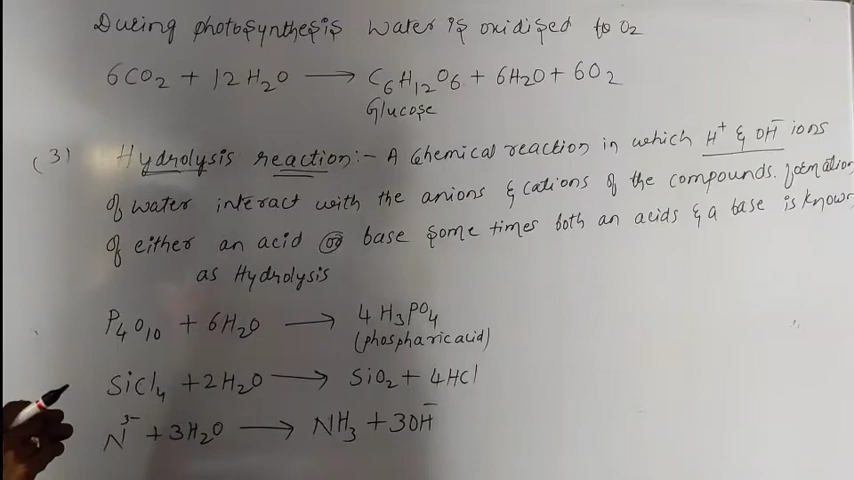 During photosynthesis water is oxidised to O₂
6CO₂ + 12H₂O ⟶ C₆H₁₂O₆ + 6H₂O + 6O₂
Glucose
(3) Hydrolysis reaction:- A Chemical reaction in which H⁺ & OH⁻ ions
of water interact with the anions & cations of the compounds. formation
of either an acid (or) base some times both an acids & a base is known
as Hydrolysis
P₄O₁₀ + 6H₂O ⟶ 4H₃PO₄
(phospharic acid)
SiCl₄ + 2H₂O ⟶ SiO₂ + 4HCl
N³⁻ + 3H₂O ⟶ NH₃ + 3OH⁻